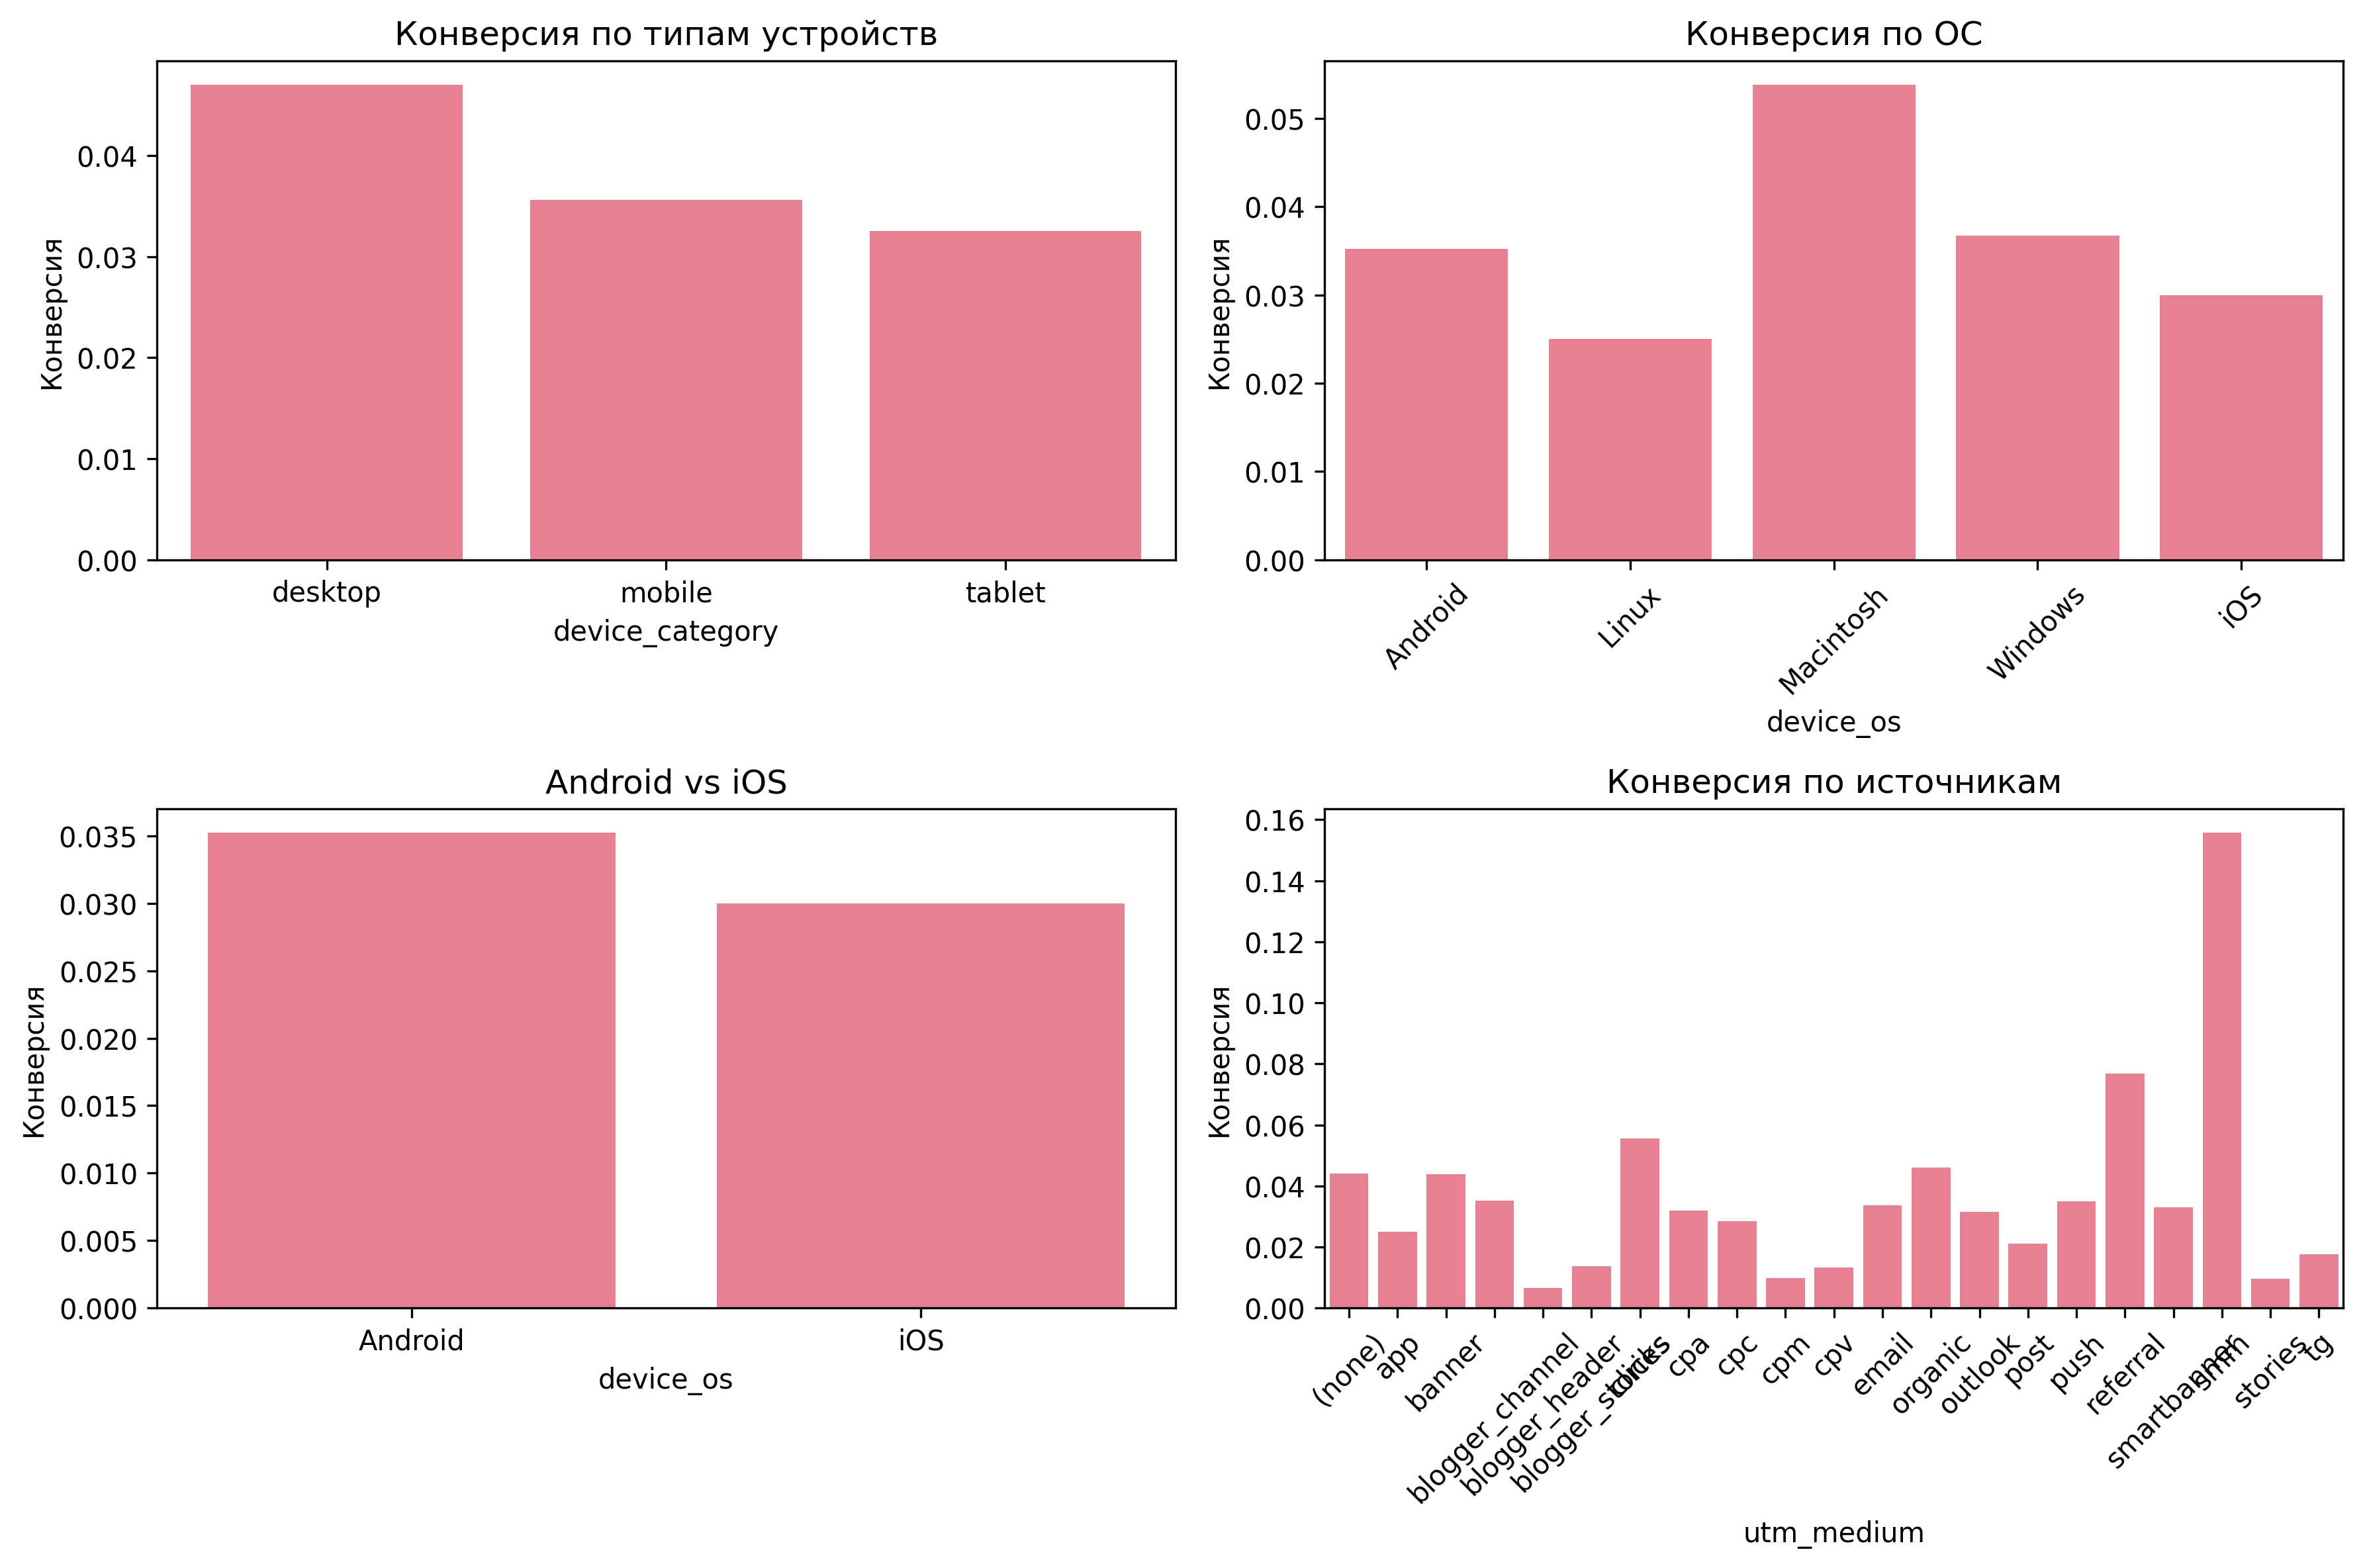 Конверсия по типам устройств
Конверсия
0.04
0.03
0.02
0.01
0.00
desktop
mobile
tablet
device_category
Конверсия по ОС
Конверсия
0.05
0.04
0.03
0.02
0.01
0.00
Android
Linux
Macintosh
Windows
iOS
device_os
Android vs iOS
Конверсия
0.035
0.030
0.025
0.020
0.015
0.010
0.005
0.000
Android
iOS
device_os
Конверсия по источникам
Конверсия
0.16
0.14
0.12
0.10
0.08
0.06
0.04
0.02
0.00
(none)
app
banner
blogger_channel
blogger_header
blogger_stories
clicks
cpa
cpc
cpm
cpv
email
organic
outlook
post
push
referral
smartbanner
smm
stories
tg
utm_medium